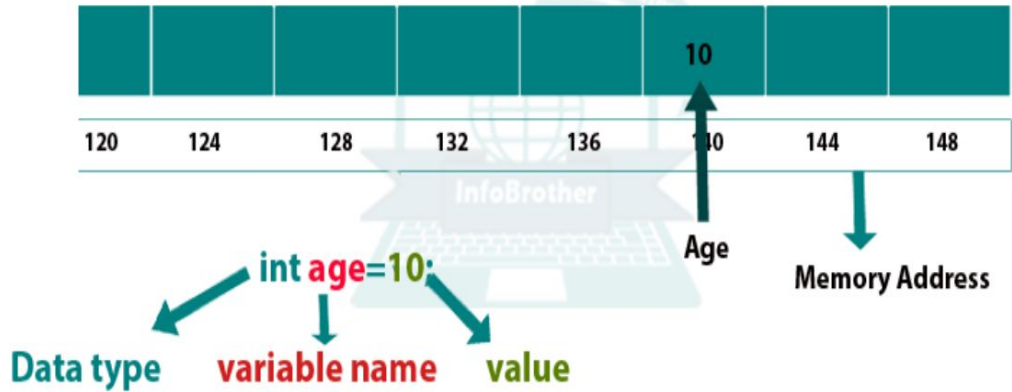 10
120 124 128 132 136 140 144 148
InfoBrother
Age
Memory Address
int age=10;
Data type variable name value